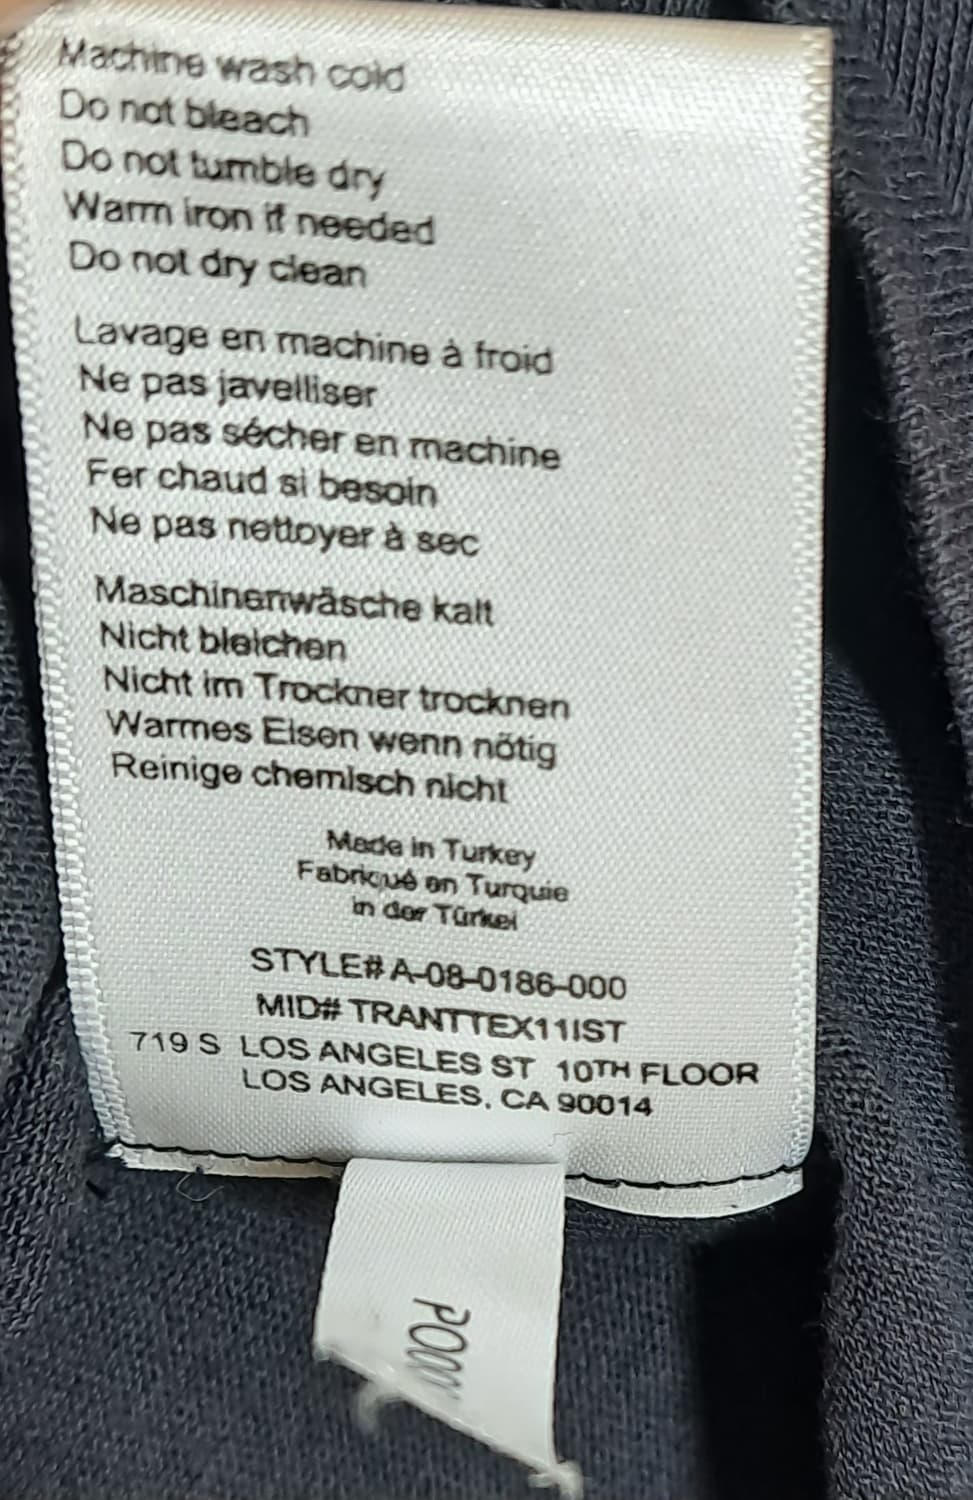 Machine wash cold
Do not bleach
Do not tumble dry
Warm iron if needed
Do not dry clean
Lavage en machine à froid
Ne pas javelliser
Ne pas sécher en machine
Fer chaud si besoin
Ne pas nettoyer à sec
Maschinenwäsche kalt
Nicht bleichen
Nicht im Trockner trocknen
Warmes Eisen wenn nötig
Reinige chemisch nicht
Made in Turkey
Fabriqué en Turquie
in der Türkei
STYLE# A-08-0186-000
MID# TRANTTEX11IST
719 S LOS ANGELES ST 10TH FLOOR
LOS ANGELES, CA 90014